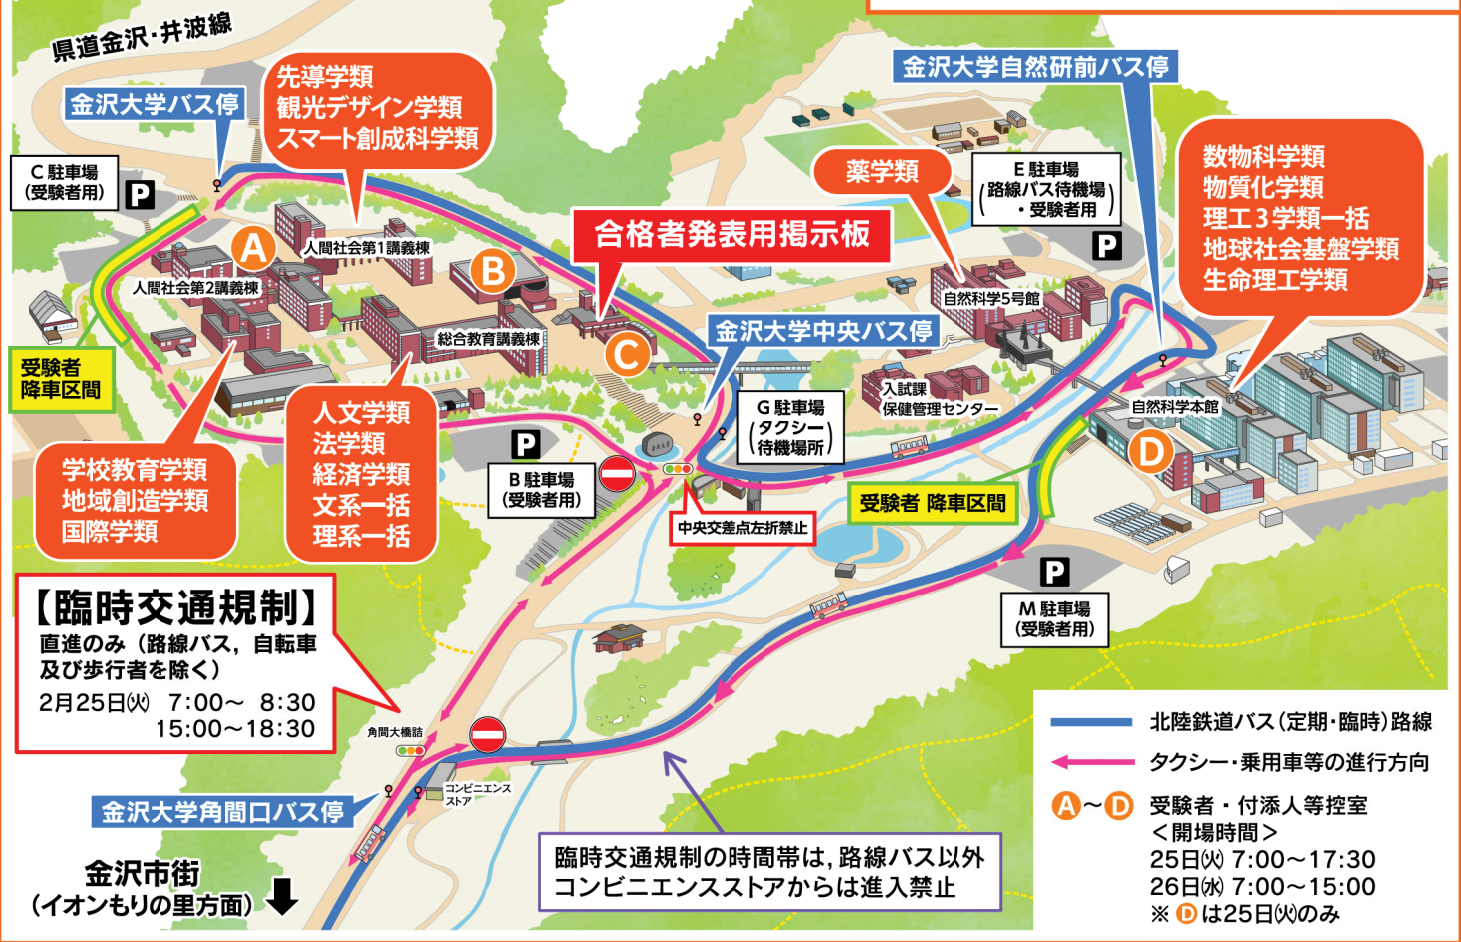 県道金沢・井波線
金沢大学バス停
先導学類
観光デザイン学類
スマート創成科学類
金沢大学自然研前バス停
C 駐車場
(受験者用)
P
薬学類
E 駐車場
(路線バス待機場
・受験者用)
P
数物科学類
物質化学類
理工3学類一括
地球社会基盤学類
生命理工学類
合格者発表用掲示板
A
人間社会第1講義棟
B
人間社会第2講義棟
自然科学5号館
総合教育講義棟
金沢大学中央バス停
C
受験者
降車区間
入試課
保健管理センター
G 駐車場
(タクシー
待機場所)
自然科学本館
D
人文学類
法学類
経済学類
文系一括
理系一括
学校教育学類
地域創造学類
国際学類
P
B 駐車場
(受験者用)
金沢大学
受験者 降車区間
中央交差点左折禁止
P
M 駐車場
(受験者用)
【臨時交通規制】
直進のみ(路線バス,自転車
及び歩行者を除く)
2月25日㈫ 7:00~ 8:30
15:00~18:30
角間大橋詰
コンビニエンス
ストア
金沢大学角間口バス停
金沢市街
(イオンもりの里方面)
臨時交通規制の時間帯は,路線バス以外
コンビニエンスストアからは進入禁止
北陸鉄道バス(定期・臨時)路線
タクシー・乗用車等の進行方向
A~D 受験者・付添人等控室
<開場時間>
25日㈫ 7:00~17:30
26日㈬ 7:00~15:00
※ D は25日㈫のみ